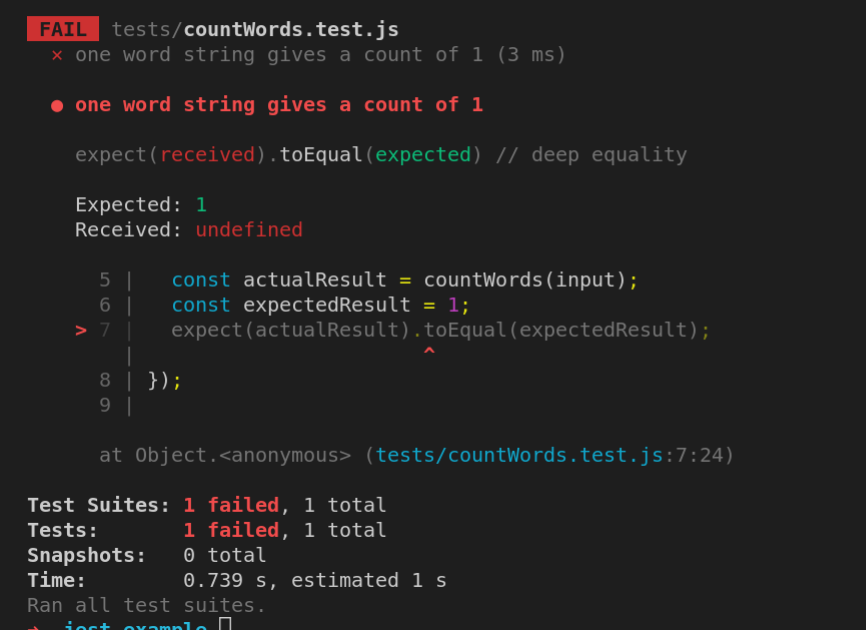 FAIL tests/countWords.test.js
✕ one word string gives a count of 1 (3 ms)
● one word string gives a count of 1
expect(received).toEqual(expected) // deep equality
Expected: 1
Received: undefined
5 |   const actualResult = countWords(input);
6 |   const expectedResult = 1;
> 7 |   expect(actualResult).toEqual(expectedResult);
|                        ^
8 | });
9 |
at Object.<anonymous> (tests/countWords.test.js:7:24)
Test Suites: 1 failed, 1 total
Tests:       1 failed, 1 total
Snapshots:   0 total
Time:        0.739 s, estimated 1 s
Ran all test suites.
→ jest-example